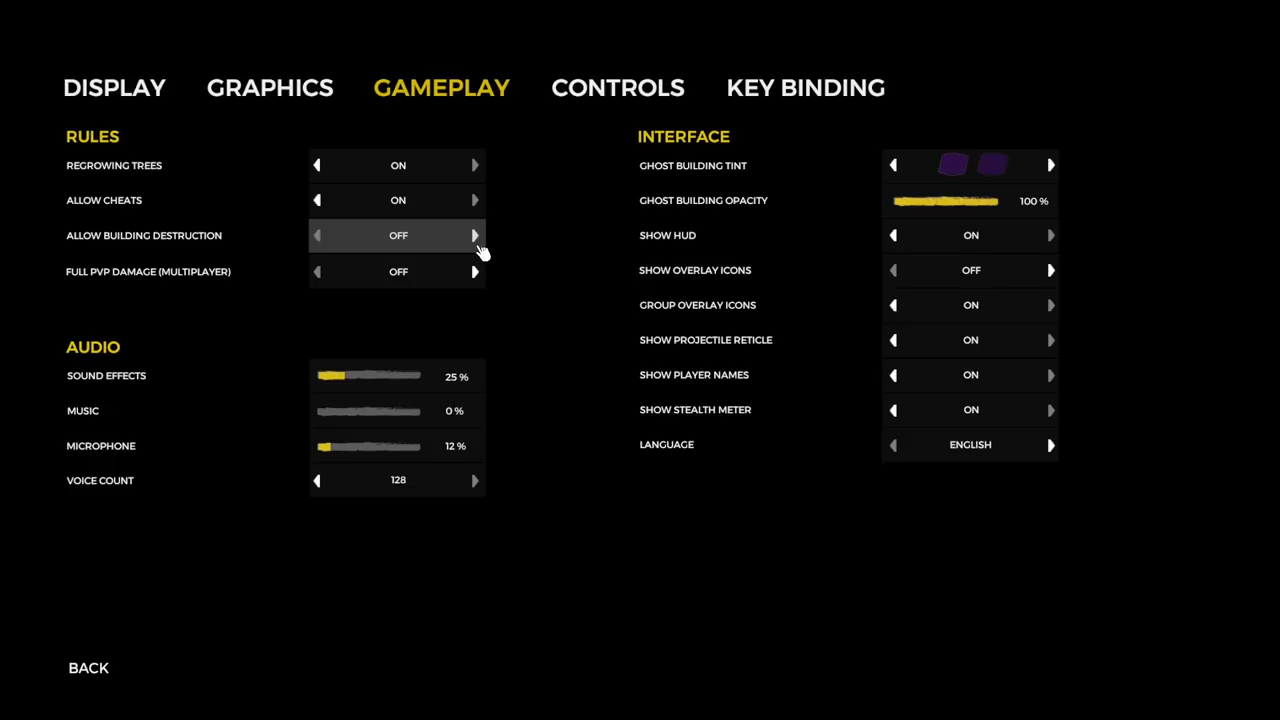 DISPLAY GRAPHICS GAMEPLAY CONTROLS KEY BINDING
RULES
REGROWING TREES ON
ALLOW CHEATS ON
ALLOW BUILDING DESTRUCTION OFF
FULL PVP DAMAGE (MULTIPLAYER) OFF
AUDIO
SOUND EFFECTS 25 %
MUSIC 0 %
MICROPHONE 12 %
VOICE COUNT 128
INTERFACE
GHOST BUILDING TINT
GHOST BUILDING OPACITY 100 %
SHOW HUD ON
SHOW OVERLAY ICONS OFF
GROUP OVERLAY ICONS ON
SHOW PROJECTILE RETICLE ON
SHOW PLAYER NAMES ON
SHOW STEALTH METER ON
LANGUAGE ENGLISH
BACK